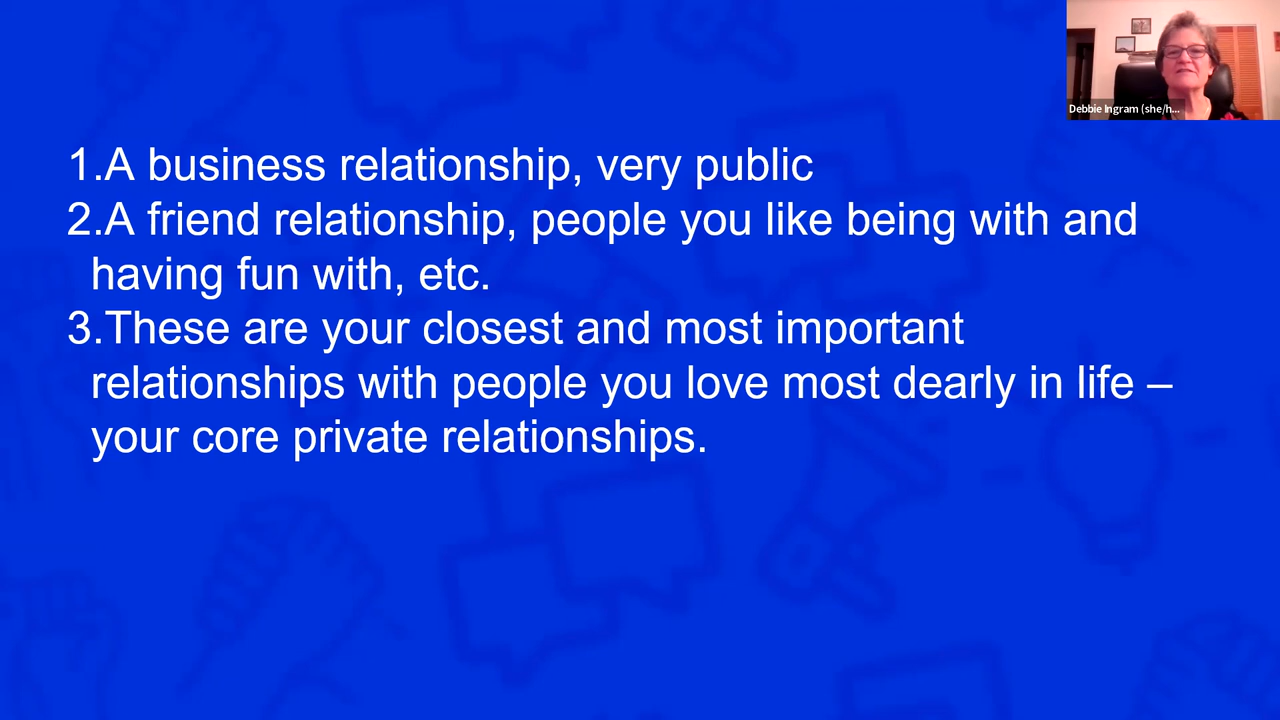 Debbie Ingram (she/h...
1.A business relationship, very public
2.A friend relationship, people you like being with and
having fun with, etc.
3.These are your closest and most important
relationships with people you love most dearly in life –
your core private relationships.